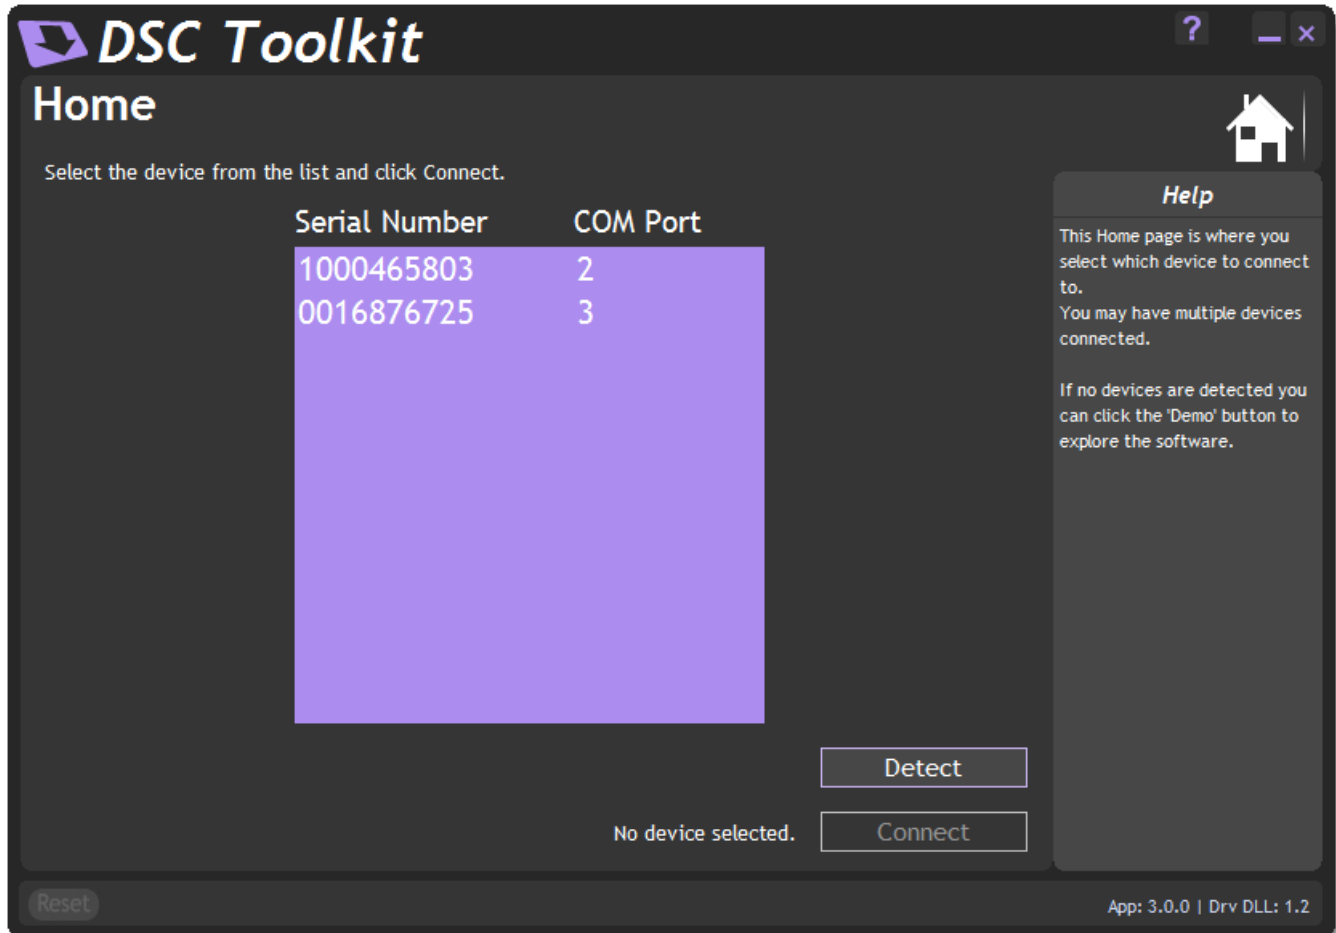 DSC Toolkit
?
Home
Select the device from the list and click Connect.
Serial Number COM Port
1000465803 2
0016876725 3
Detect
No device selected. Connect
Help
This Home page is where you
select which device to connect
to.
You may have multiple devices
connected.
If no devices are detected you
can click the 'Demo' button to
explore the software.
Reset
App: 3.0.0 | Drv DLL: 1.2